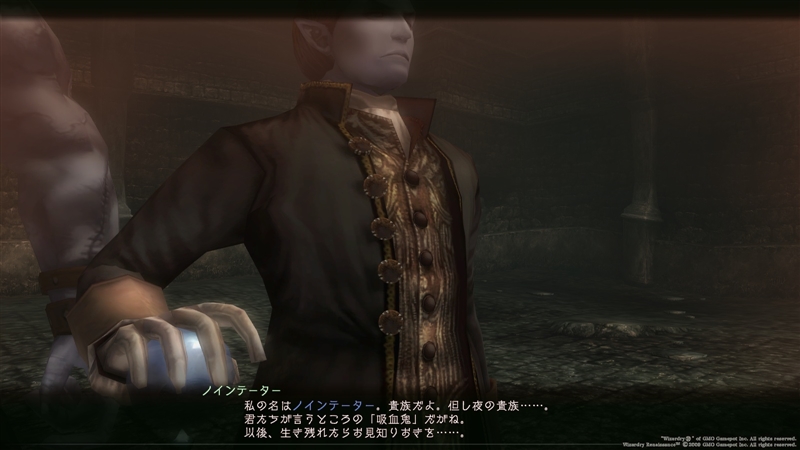 ノインテーター
私の名はノインテーター。貴族だよ。但し夜の貴族……。
君たちが言うところの「吸血鬼」だがね。
以後、生き残れたらお見知りおきを……。
"Wizardry®" of GMO Gamepot Inc. All rights reserved.
Wizardry Renaissance™ © 2009 GMO Gamepot Inc. All rights reserved.